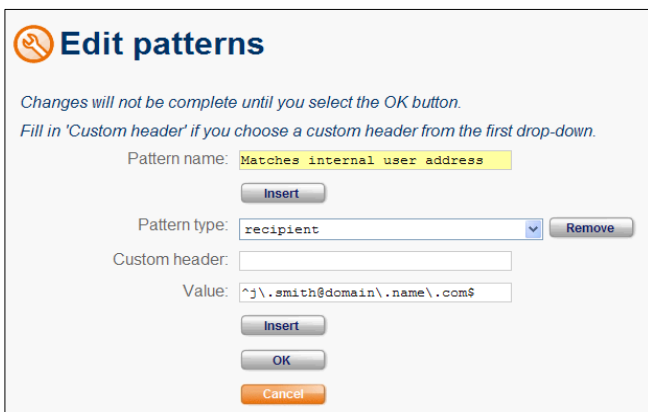 Edit patterns
Changes will not be complete until you select the OK button.
Fill in 'Custom header' if you choose a custom header from the first drop-down.
Pattern name: Matches internal user address
Insert
Pattern type: recipient Remove
Custom header:
Value: ^j\.smith@domain\.name\.com$
Insert
OK
Cancel